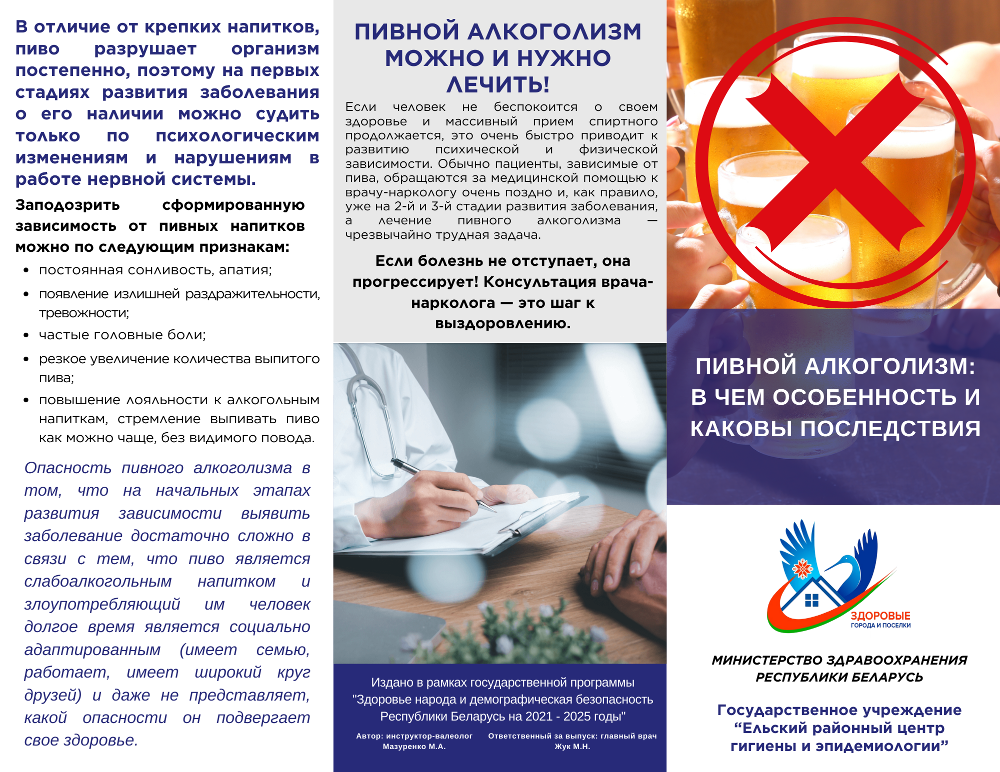 В отличие от крепких напитков,
пиво разрушает организм
постепенно, поэтому на первых
стадиях развития заболевания
о его наличии можно судить
только по психологическим
изменениям и нарушениям в
работе нервной системы.
Заподозрить сформированную
зависимость от пивных напитков
можно по следующим признакам:
• постоянная сонливость, апатия;
• появление излишней раздражительности,
тревожности;
• частые головные боли;
• резкое увеличение количества выпитого
пива;
• повышение лояльности к алкогольным
напиткам, стремление выпивать пиво
как можно чаще, без видимого повода.
Опасность пивного алкоголизма в
том, что на начальных этапах
развития зависимости выявить
заболевание достаточно сложно в
связи с тем, что пиво является
слабоалкогольным напитком и
злоупотребляющий им человек
долгое время является социально
адаптированным (имеет семью,
работает, имеет широкий круг
друзей) и даже не представляет,
какой опасности он подвергает
свое здоровье.
ПИВНОЙ АЛКОГОЛИЗМ
МОЖНО И НУЖНО
ЛЕЧИТЬ!
Если человек не беспокоится о своем
здоровье и массивный прием спиртного
продолжается, это очень быстро приводит к
развитию психической и физической
зависимости. Обычно пациенты, зависимые от
пива, обращаются за медицинской помощью к
врачу-наркологу очень поздно и, как правило,
уже на 2-й и 3-й стадии развития заболевания,
а лечение пивного алкоголизма —
чрезвычайно трудная задача.
Если болезнь не отступает, она
прогрессирует! Консультация врача-
нарколога — это шаг к
выздоровлению.
Издано в рамках государственной программы
"Здоровье народа и демографическая безопасность
Республики Беларусь на 2021 - 2025 годы"
Автор: инструктор-валеолог
Мазуренко М.А.
Ответственный за выпуск: главный врач
Жук М.Н.
ПИВНОЙ АЛКОГОЛИЗМ:
В ЧЕМ ОСОБЕННОСТЬ И
КАКОВЫ ПОСЛЕДСТВИЯ
ЗДОРОВЫЕ
ГОРОДА И ПОСЕЛКИ
МИНИСТЕРСТВО ЗДРАВООХРАНЕНИЯ
РЕСПУБЛИКИ БЕЛАРУСЬ
Государственное учреждение
“Ельский районный центр
гигиены и эпидемиологии”